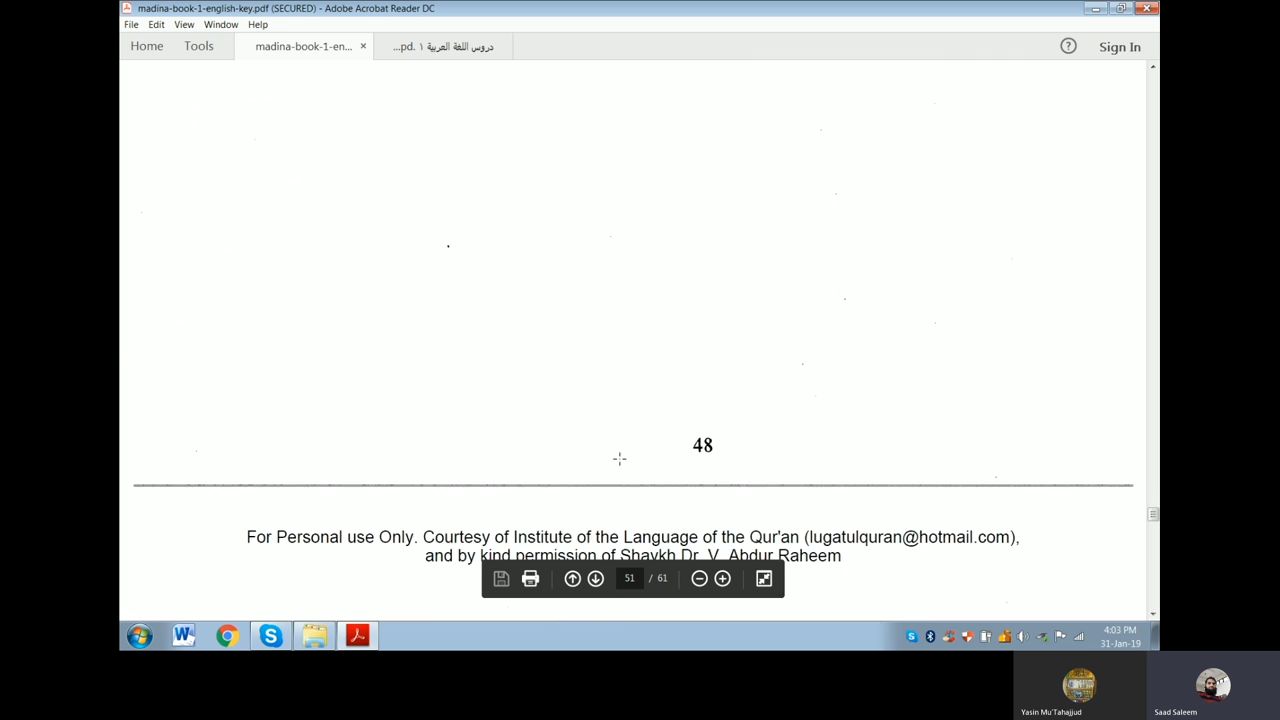 madina-book-1-english-key.pdf (SECURED) - Adobe Acrobat Reader DC
File Edit View Window Help
Home Tools madina-book-1-en... × ...pd. ١ دروس اللغة العربية ? Sign In
48
For Personal use Only. Courtesy of Institute of the Language of the Qur'an (lugatulquran@hotmail.com),
and by kind permission of Shaykh Dr. V. Abdur Raheem
51 / 61
4:03 PM
31-Jan-19
Yasin Mu'Tahajjud
Saad Saleem